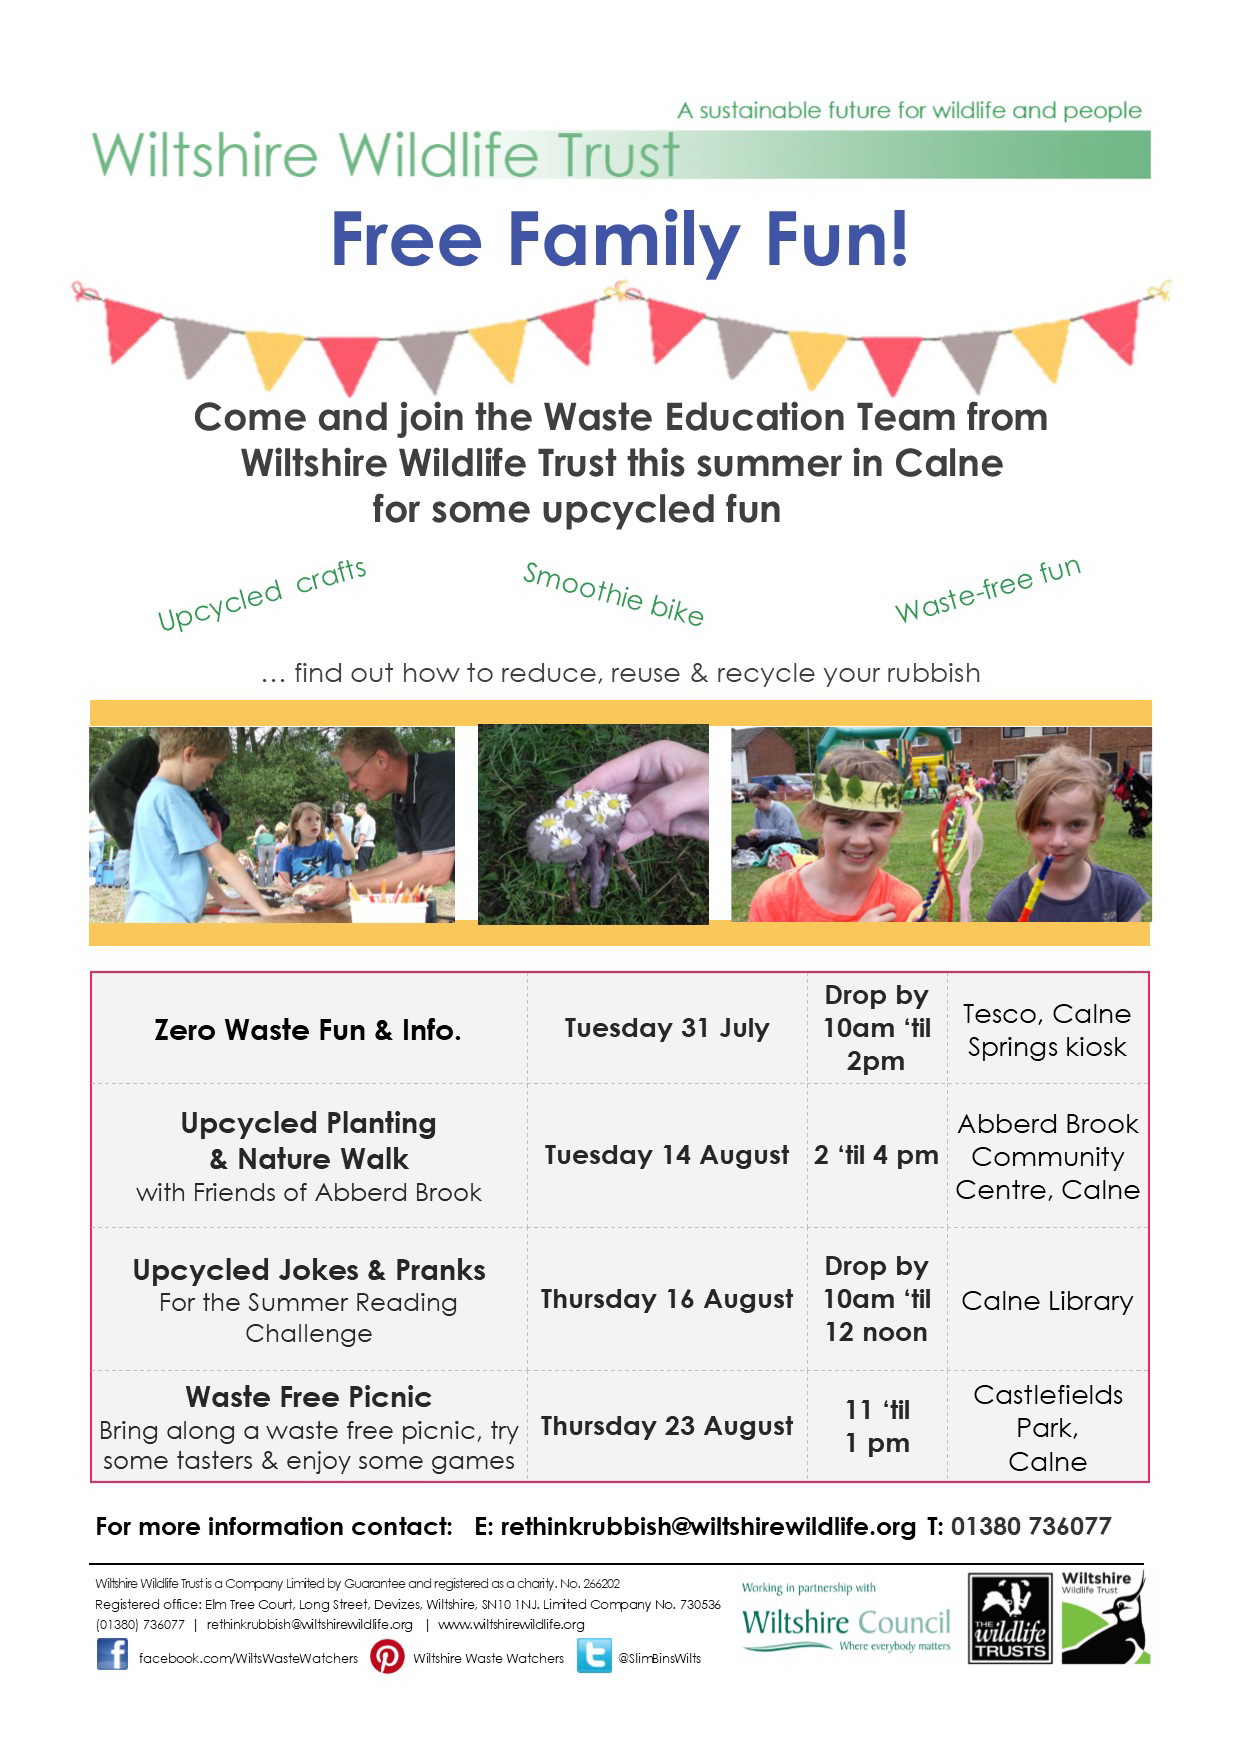 A sustainable future for wildlife and people
Wiltshire Wildlife Trust
Free Family Fun!
Come and join the Waste Education Team from
Wiltshire Wildlife Trust this summer in Calne
for some upcycled fun
Upcycled crafts
Smoothie bike
Waste-free fun
… find out how to reduce, reuse & recycle your rubbish
Zero Waste Fun & Info.
Tuesday 31 July
Drop by
10am ‘til
2pm
Tesco, Calne
Springs kiosk
Upcycled Planting
& Nature Walk
with Friends of Abberd Brook
Tuesday 14 August
2 ‘til 4 pm
Abberd Brook
Community
Centre, Calne
Upcycled Jokes & Pranks
For the Summer Reading
Challenge
Thursday 16 August
Drop by
10am ‘til
12 noon
Calne Library
Waste Free Picnic
Bring along a waste free picnic, try
some tasters & enjoy some games
Thursday 23 August
11 ‘til
1 pm
Castlefields
Park,
Calne
For more information contact: E: rethinkrubbish@wiltshirewildlife.org T: 01380 736077
Wiltshire Wildlife Trust is a Company Limited by Guarantee and registered as a charity. No. 266202
Registered office: Elm Tree Court, Long Street, Devizes, Wiltshire, SN10 1NJ. Limited Company No. 730536
(01380) 736077 | rethinkrubbish@wiltshirewildlife.org | www.wiltshirewildlife.org
facebook.com/WiltsWasteWatchers
Wiltshire Waste Watchers
@SlimBinsWilts
Working in partnership with
Wiltshire Council
Where everybody matters
THE
wildlife
TRUSTS
Wiltshire
Wildlife Trust